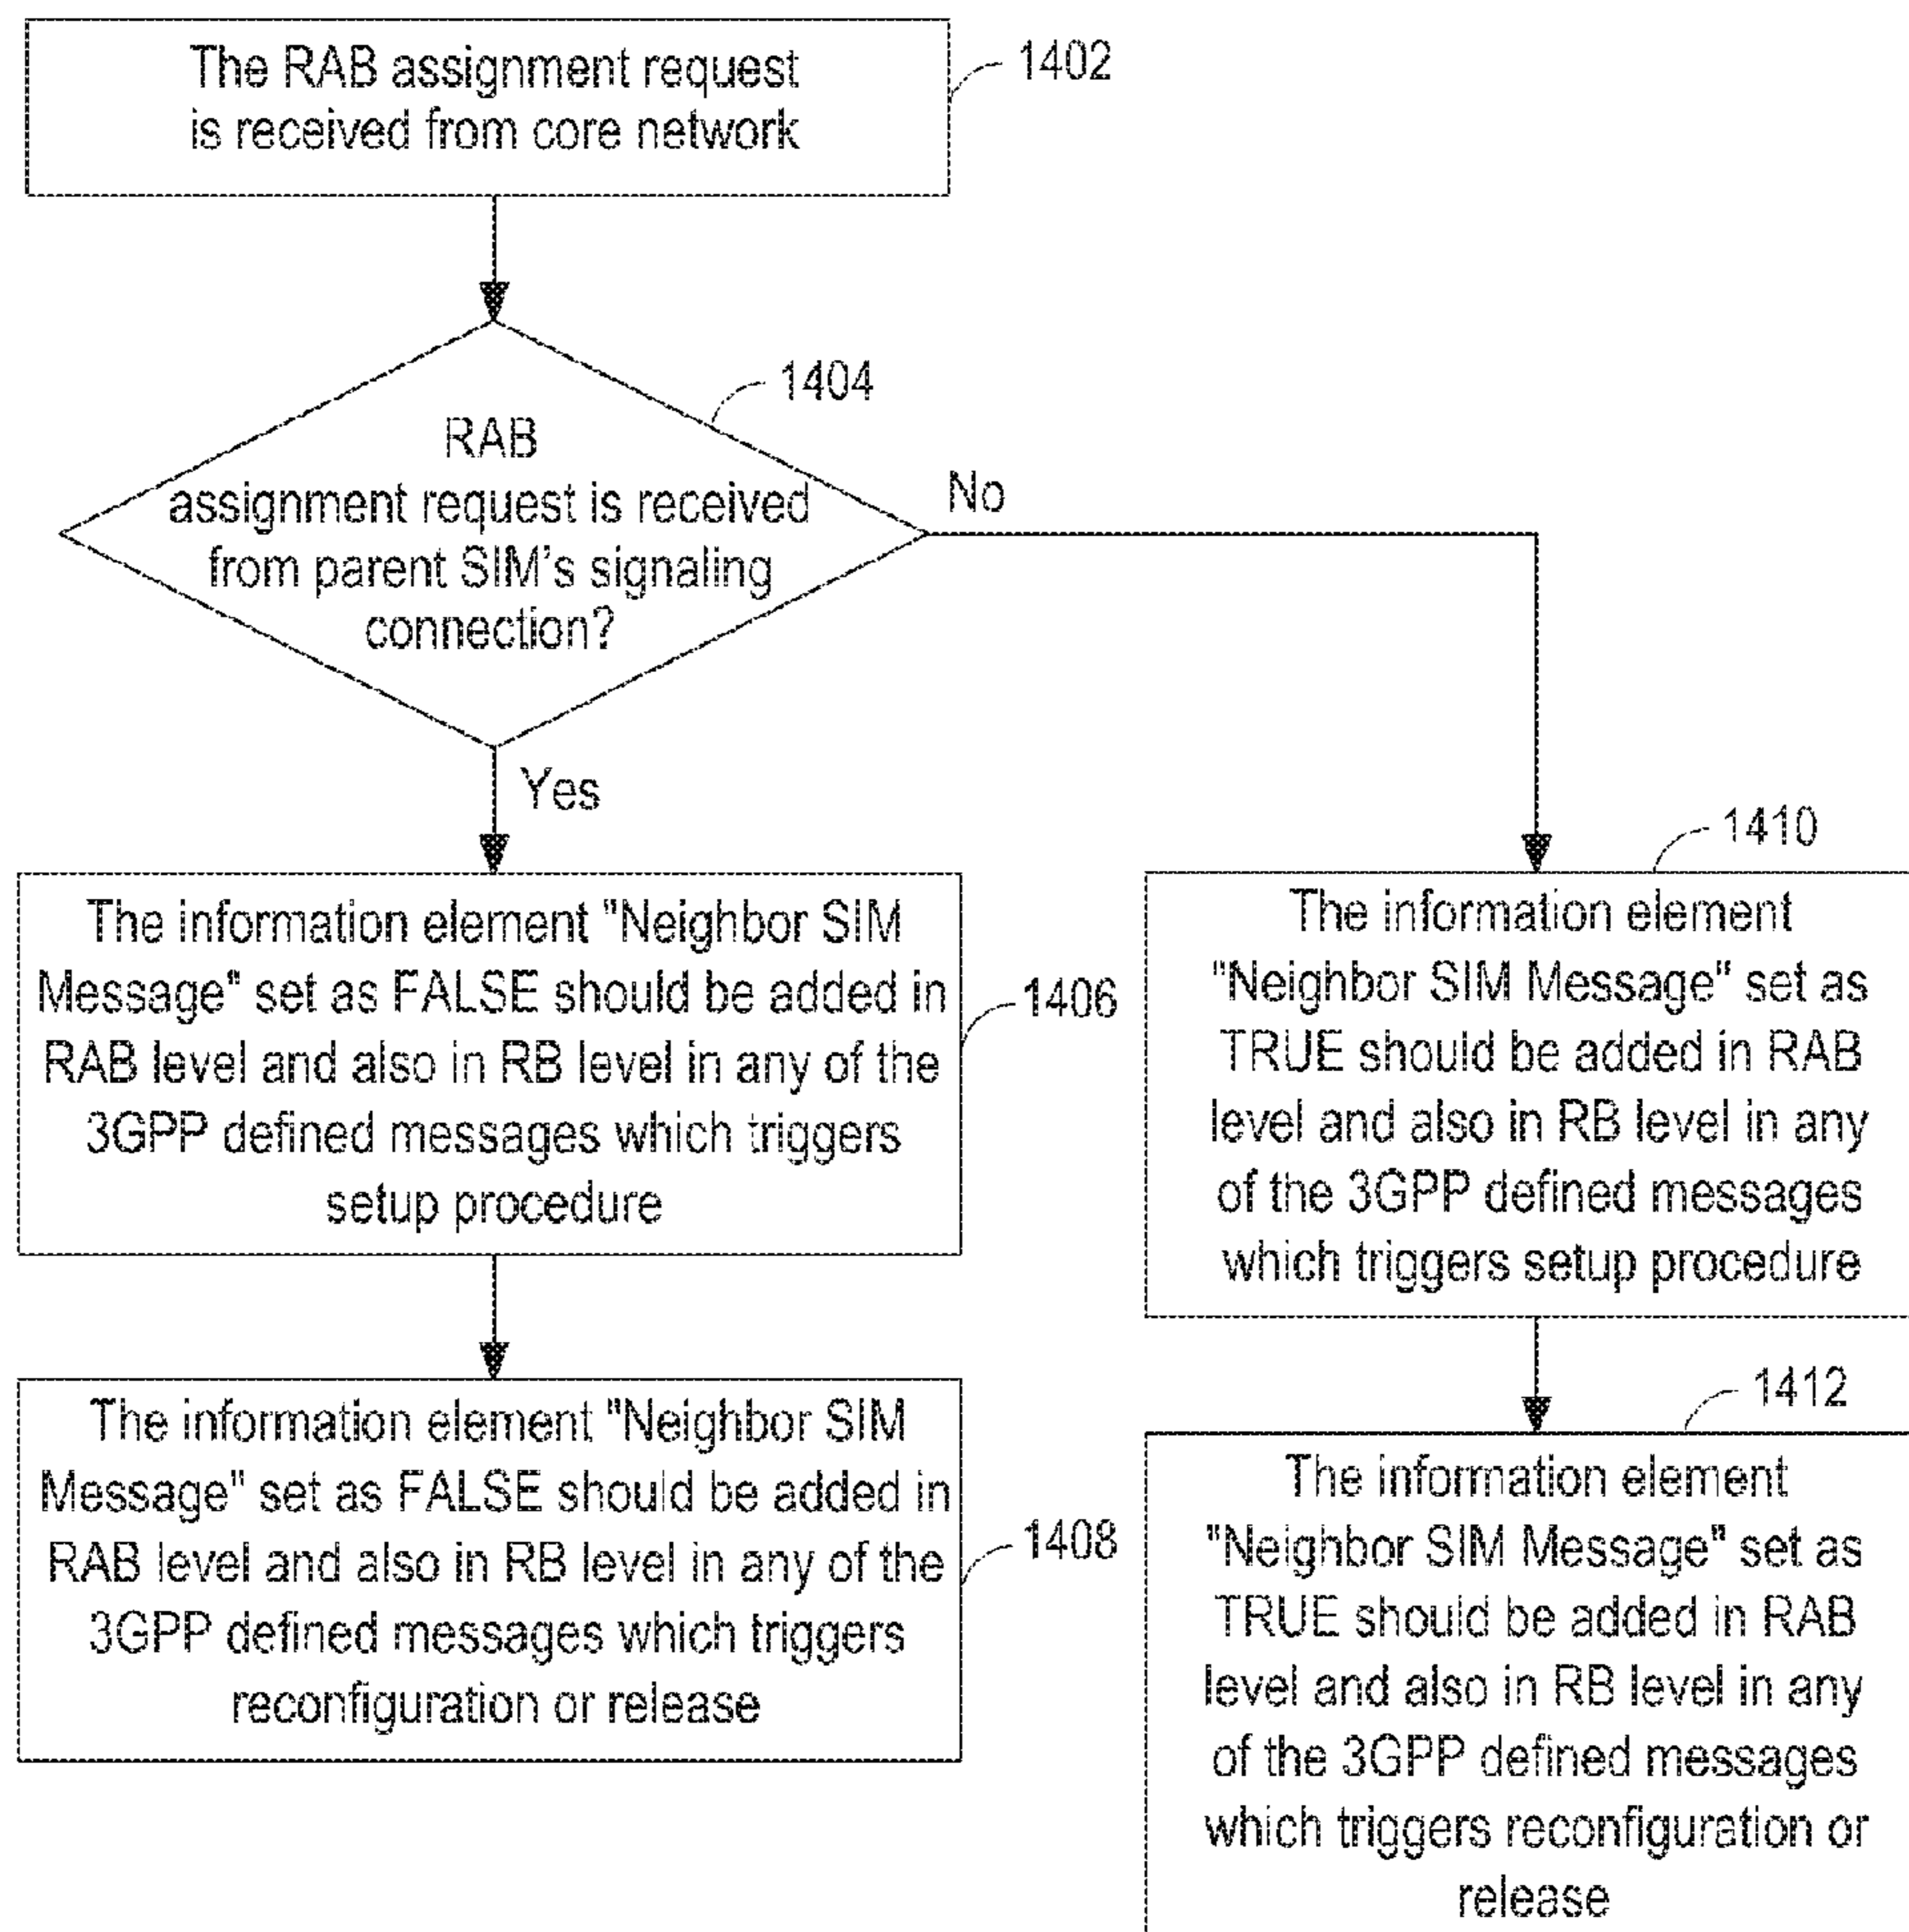 The RAB assignment request
is received from core network
1402
1404
RAB
assignment request is received
from parent SIM's signaling
connection?
No
Yes
The information element "Neighbor SIM
Message" set as FALSE should be added in
RAB level and also in RB level in any of the
3GPP defined messages which triggers
setup procedure
1406
1410
The information element
"Neighbor SIM Message" set as
TRUE should be added in RAB
level and also in RB level in any
of the 3GPP defined messages
which triggers setup procedure
The information element "Neighbor SIM
Message" set as FALSE should be added in
RAB level and also in RB level in any of the
3GPP defined messages which triggers
reconfiguration or release
1408
1412
The information element
"Neighbor SIM Message" set as
TRUE should be added in RAB
level and also in RB level in any
of the 3GPP defined messages
which triggers reconfiguration or
release